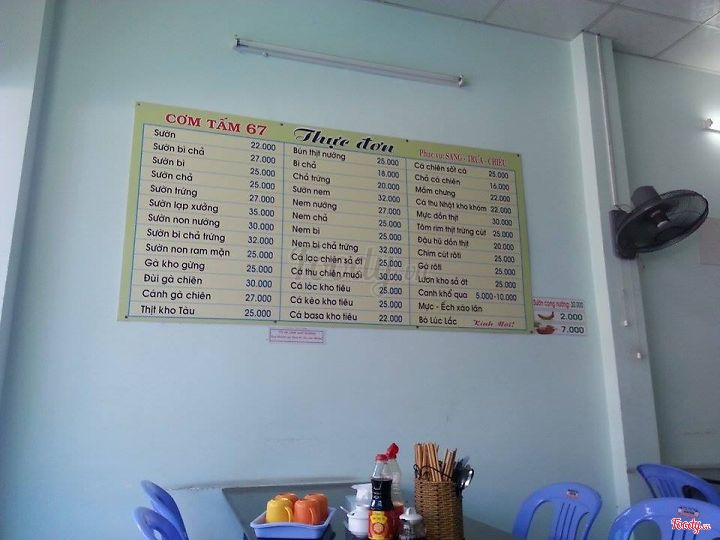 CƠM TẤM 67
Thực đơn
Phục vụ: SÁNG - TRƯA - CHIỀU
Sườn 22.000
Sườn bì chả 27.000
Sườn bì 25.000
Sườn chả 25.000
Sườn trứng 27.000
Sườn lạp xưởng 35.000
Sườn non nướng 30.000
Sườn bì chả trứng 32.000
Sườn non ram mặn 25.000
Gà kho gừng 25.000
Đùi gà chiên 30.000
Cánh gà chiên 27.000
Thịt kho Tàu 25.000
Bún thịt nướng 25.000
Bì chả 18.000
Chả trứng 20.000
Sườn nem 32.000
Nem nướng 27.000
Nem chả 25.000
Nem bì 25.000
Nem bì chả trứng 32.000
Cá lạc chiên sả ớt 25.000
Cá thu chiên muối 30.000
Cá lóc kho tiêu 25.000
Cá kèo kho tiêu 25.000
Cá basa kho tiêu 22.000
Cá chiên sốt cà 25.000
Chả cá chiên 16.000
Mắm chưng 22.000
Cá thu Nhật kho khóm 22.000
Mực dồn thịt 30.000
Tôm rim thịt trứng cút 25.000
Đậu hũ dồn thịt 20.000
Chim cút rôti 25.000
Gà rôti 25.000
Lươn kho sả ớt 25.000
Canh khổ qua 5.000-10.000
Mực - Ếch xào lăn
Bò Lúc Lắc Kính Mời!
Sườn cọng nướng: 30.000
2.000
7.000
Foody.vn